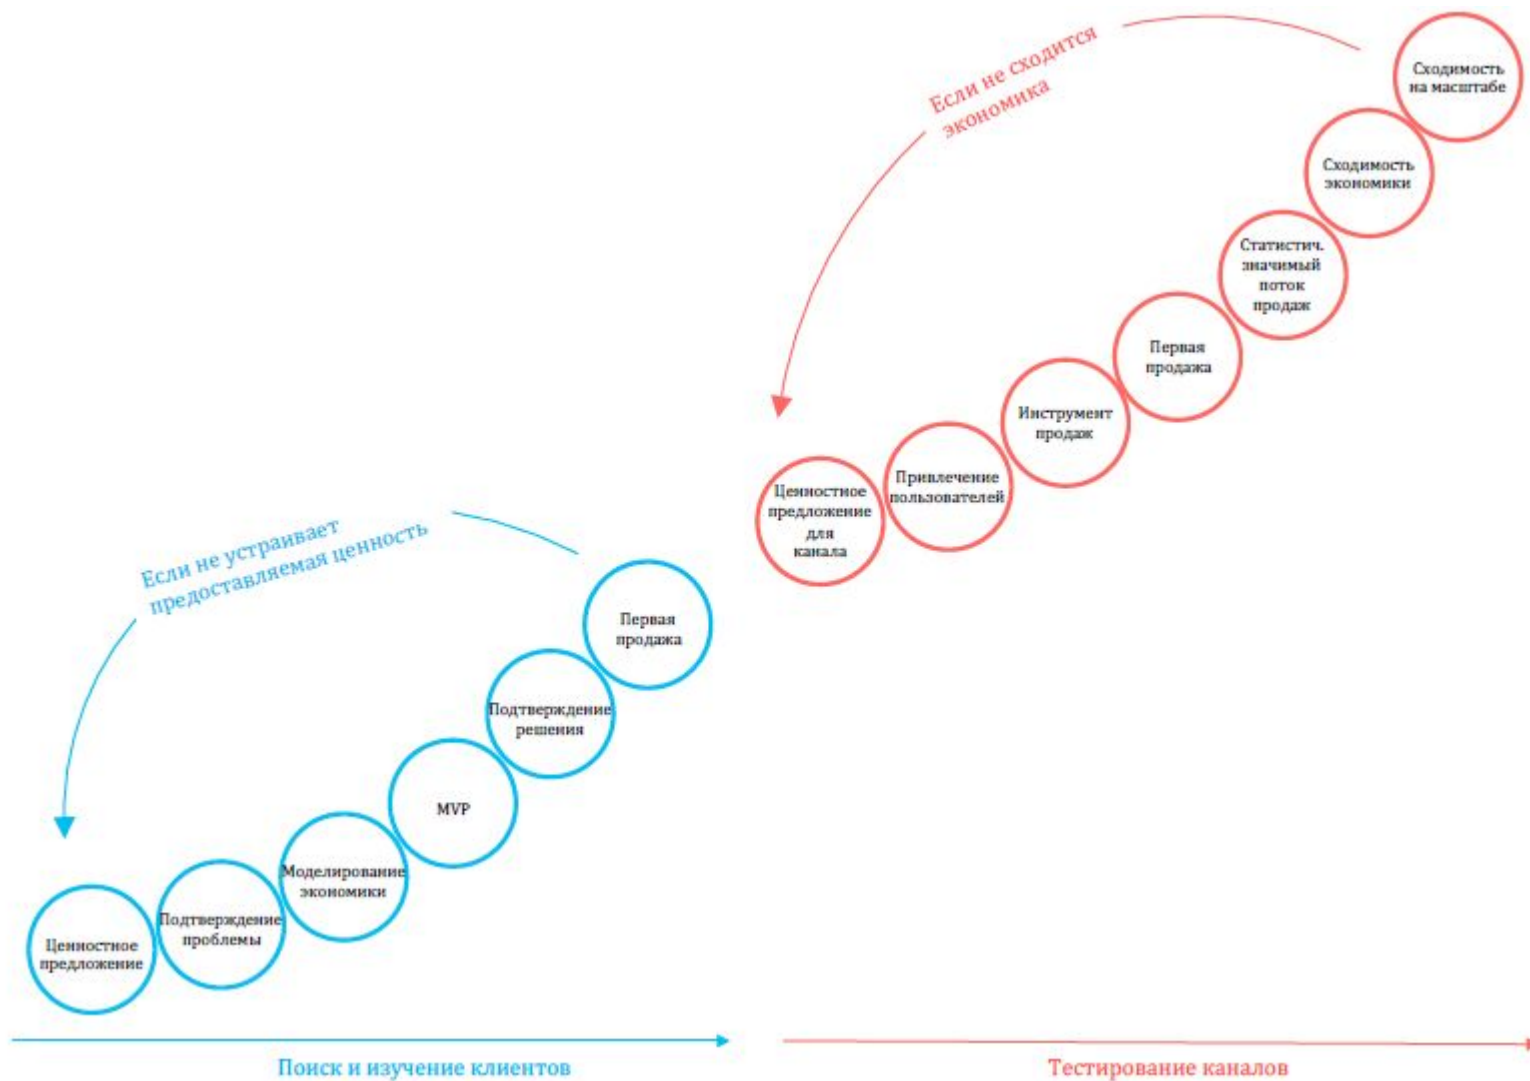 Если не сходится
экономика
Сходимость
на масштабе
Сходимость
экономики
Статистич.
значимый
поток
продаж
Первая
продажа
Инструмент
продаж
Привлечение
пользователей
Ценностное
предложение
для
канала
Если не устраивает
предоставляемая ценность
Первая
продажа
Подтверждение
решения
MVP
Моделирование
экономики
Подтверждение
проблемы
Ценностное
предложение
Поиск и изучение клиентов
Тестирование каналов